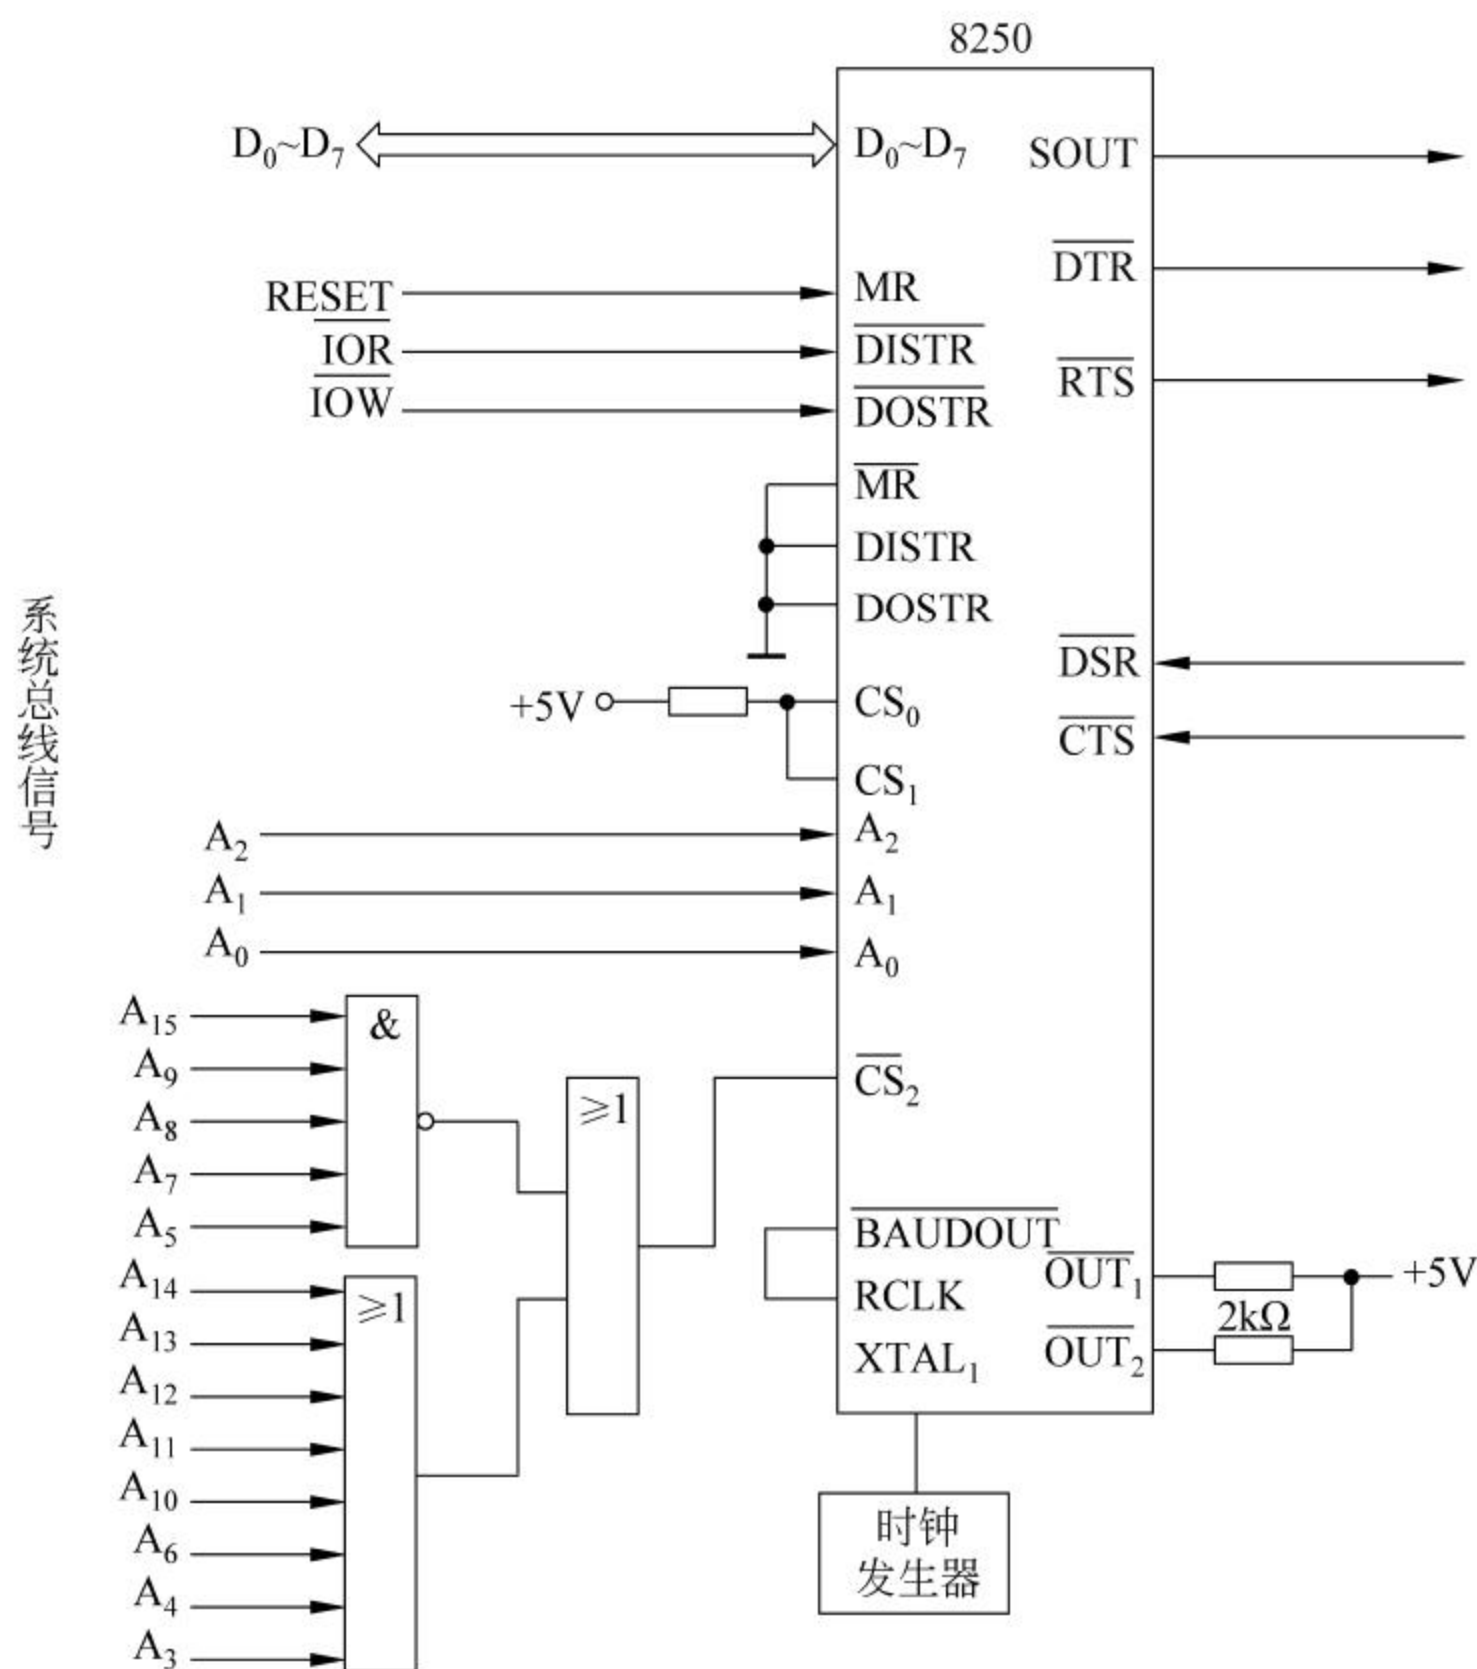 8250
D₀~D₇
D₀~D₇
SOUT
DTR
RESET
MR
IOR
DISTR
IOW
DOSTR
RTS
MR
DISTR
DOSTR
系统总线信号
DSR
+5V
CS₀
CTS
CS₁
A₂
A₂
A₁
A₁
A₀
A₀
A₁₅
&
A₉
A₈
A₇
A₅
≥1
CS₂
BAUDOUT
RCLK
XTAL₁
OUT₁
+5V
2kΩ
OUT₂
A₁₄
≥1
A₁₃
A₁₂
A₁₁
A₁₀
A₆
A₄
A₃
时钟
发生器